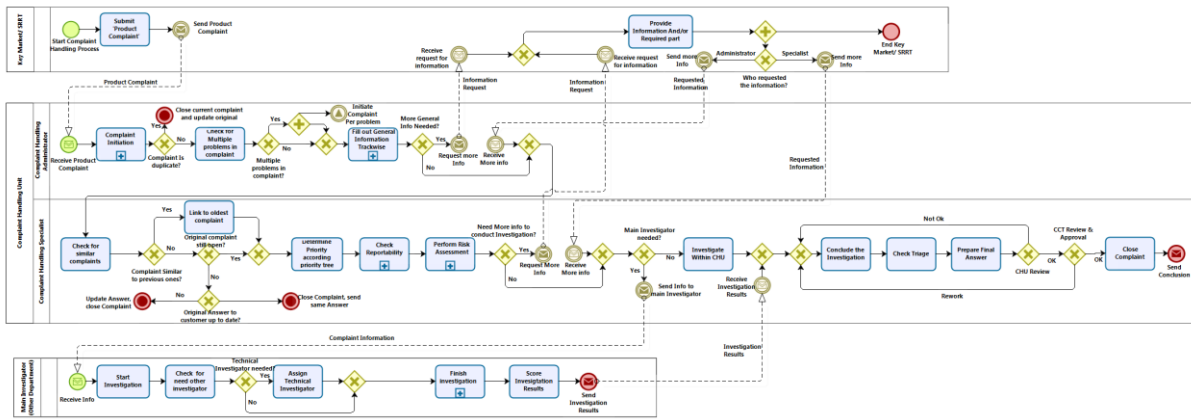 Key Market/ SRRT
Start Complaint
Handling Process
Submit
'Product
Complaint'
Send Product
Complaint
Product Complaint
Receive
request for
information
Information
Request
Provide
Information And/or
Required part
Receive request
for information
Information
Request
Send more
Info
Administrator
Requested
Information
Specialist
Who requested
the information?
Send more
Info
End Key
Market/ SRRT
Complaint Handling Unit
Complaint Handling
Administrator
Receive Product
Complaint
Complaint
Initiation
Close current complaint
and update original
Yes
No
Complaint Is
duplicate?
Check for
Multiple
problems in
complaint
Yes
No
Multiple
problems in
complaint?
Initiate
Complaint
Per problem
Fill out General
Information
Trackwise
More General
Info Needed?
Yes
No
Request more
Info
Receive
More info
Requested
Information
Complaint Handling Specialist
Check for
similar
complaints
Yes
No
Complaint Similar
to previous ones?
Link to oldest
complaint
Original complaint
still open?
Yes
No
Update Answer,
close Complaint
No
Original Answer to
customer up to date?
Yes
Close Complaint, send
same Answer
Determine
Priority
according
priority tree
Check
Reportability
Perform Risk
Assessment
Need More info to
conduct Investigation?
Yes
No
Request More
Info
Receive
More info
Main Investigator
needed?
Yes
No
Send Info to
main Investigator
Investigate
Within CHU
Receive
Investigation
Results
Not Ok
Conclude the
Investigation
Check Triage
Prepare Final
Answer
CHU Review
OK
CCT Review &
Approval
OK
Rework
Close
Complaint
Send
Conclusion
Complaint Information
Investigation
Results
Main Investigator
(Other Department)
Receive Info
Start
Investigation
Check for
need other
investigator
Technical
Investigator needed?
Yes
No
Assign
Technical
Investigator
Finish
investigation
Score
Investigation
Results
Send
Investigation
Results